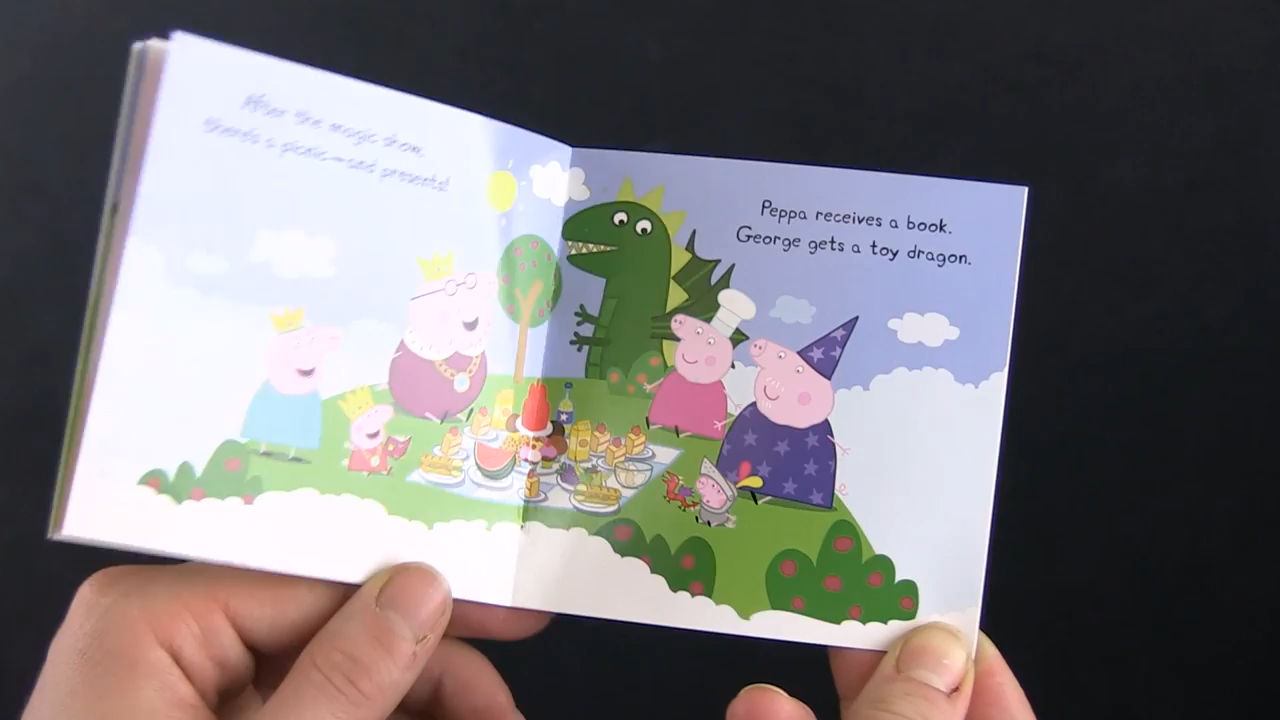 After the magic show,
there's a picnic—and presents!
Peppa receives a book.
George gets a toy dragon.